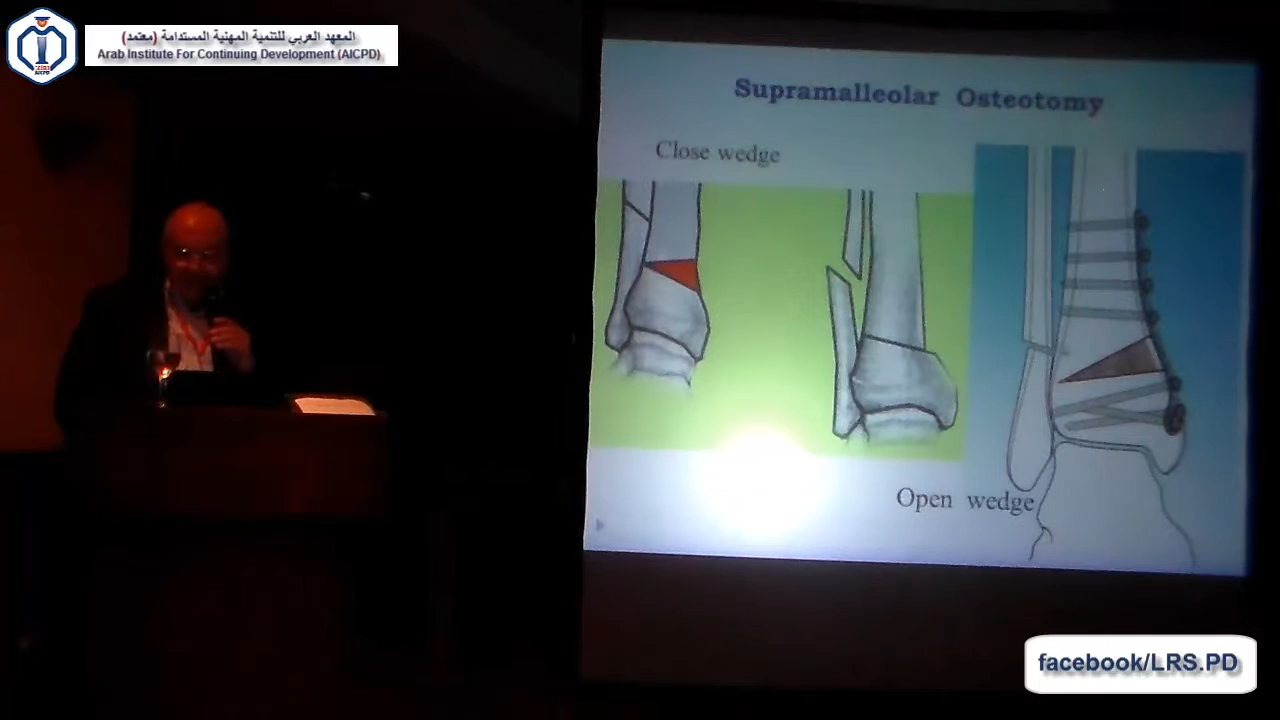 المعهد العربي للتنمية المهنية المستدامة (معتمد)
Arab Institute For Continuing Development (AICPD)
AICPD
Supramalleolar Osteotomy
Close wedge
Open wedge
facebook/LRS.PD